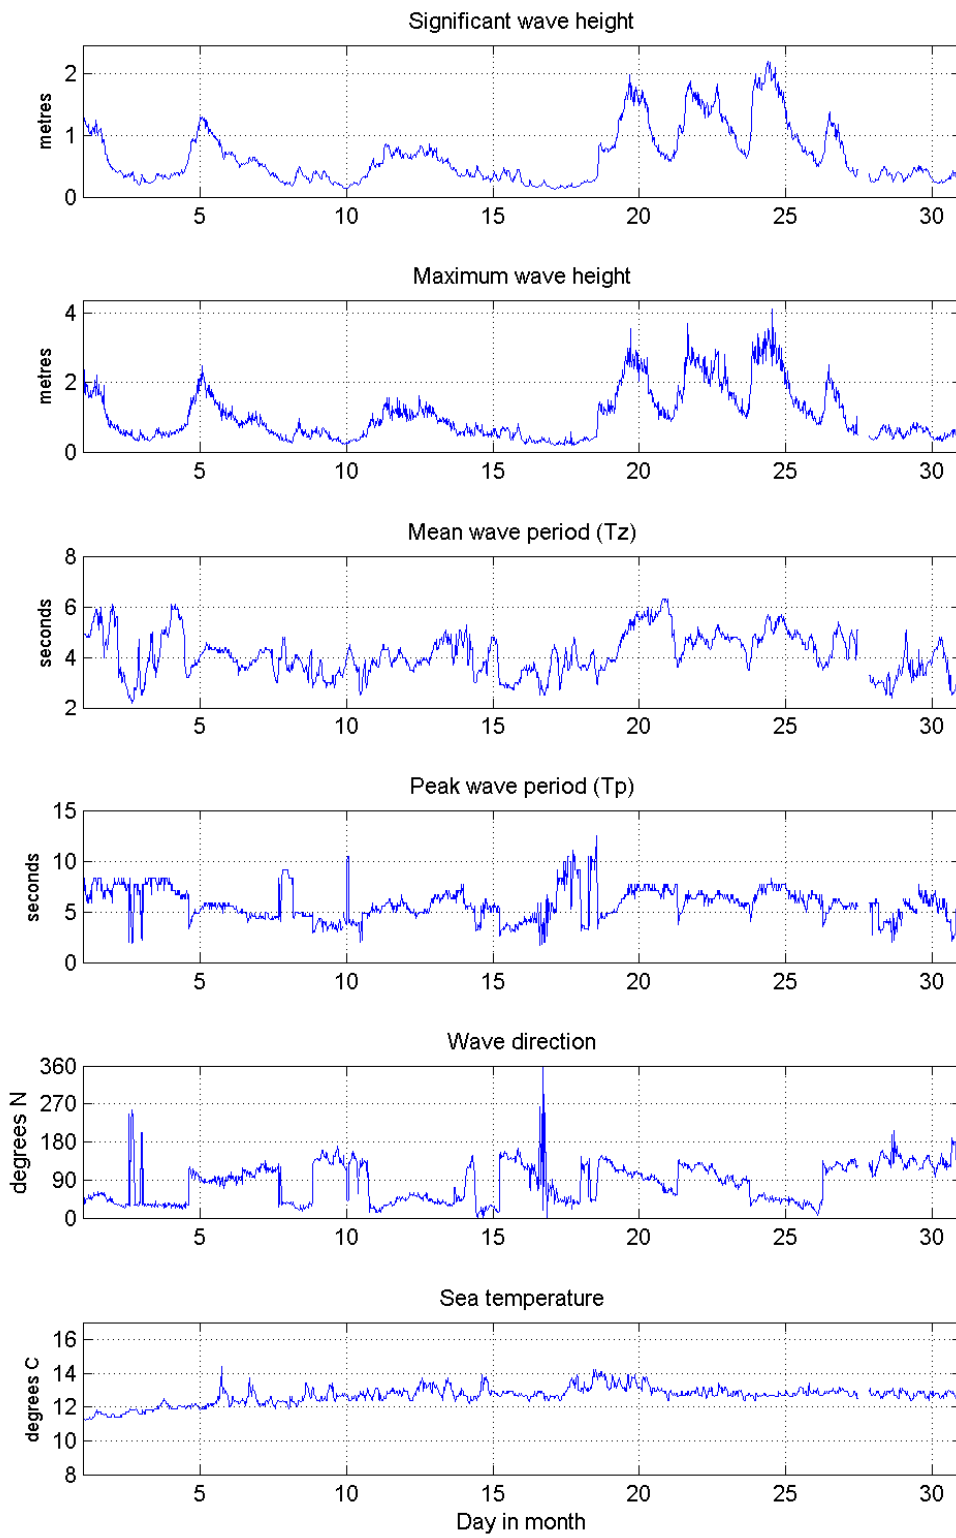 Significant wave height
metres
2
1
0
5 10 15 20 25 30
Maximum wave height
metres
4
2
0
5 10 15 20 25 30
Mean wave period (Tz)
seconds
8
6
4
2
5 10 15 20 25 30
Peak wave period (Tp)
seconds
15
10
5
0
5 10 15 20 25 30
Wave direction
degrees N
360
270
180
90
0
5 10 15 20 25 30
Sea temperature
degrees C
16
14
12
10
8
5 10 15 20 25 30
Day in month